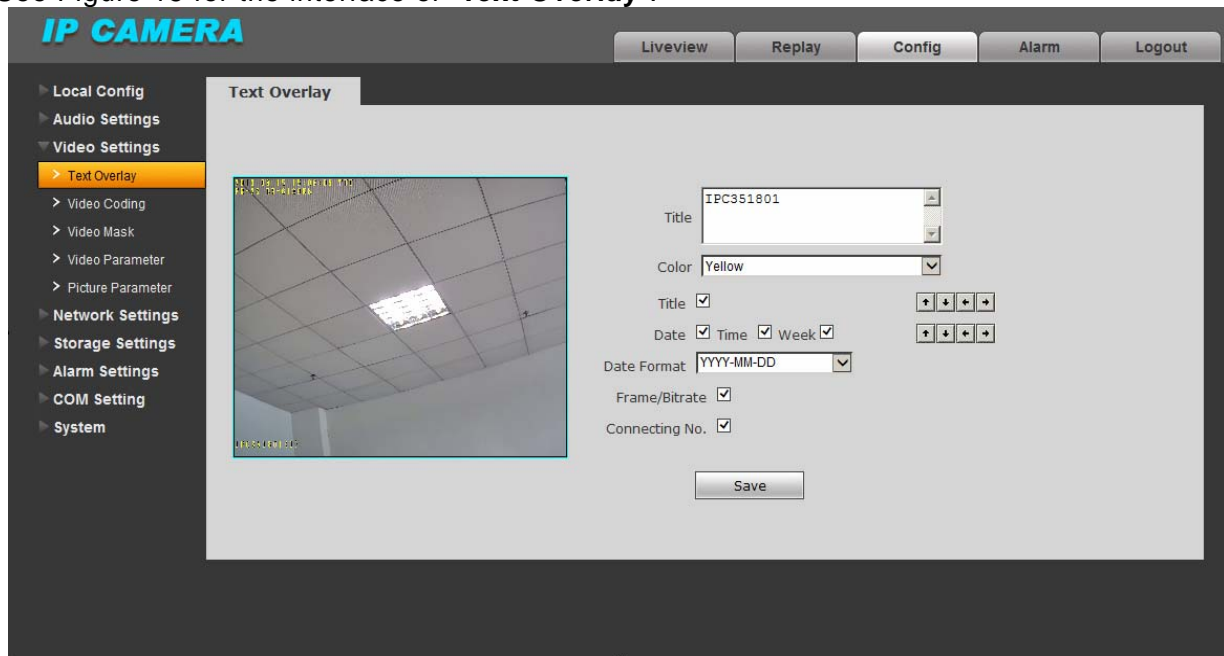 See Figure 18 for the interface of "Text Overlay".
IP CAMERA
Liveview Replay Config Alarm Logout
Local Config
Audio Settings
Video Settings
Text Overlay
Video Coding
Video Mask
Video Parameter
Picture Parameter
Network Settings
Storage Settings
Alarm Settings
COM Setting
System
Text Overlay
Title IPC351801
Color Yellow
Title
Date Time Week
Date Format YYYY-MM-DD
Frame/Bitrate
Connecting No.
Save